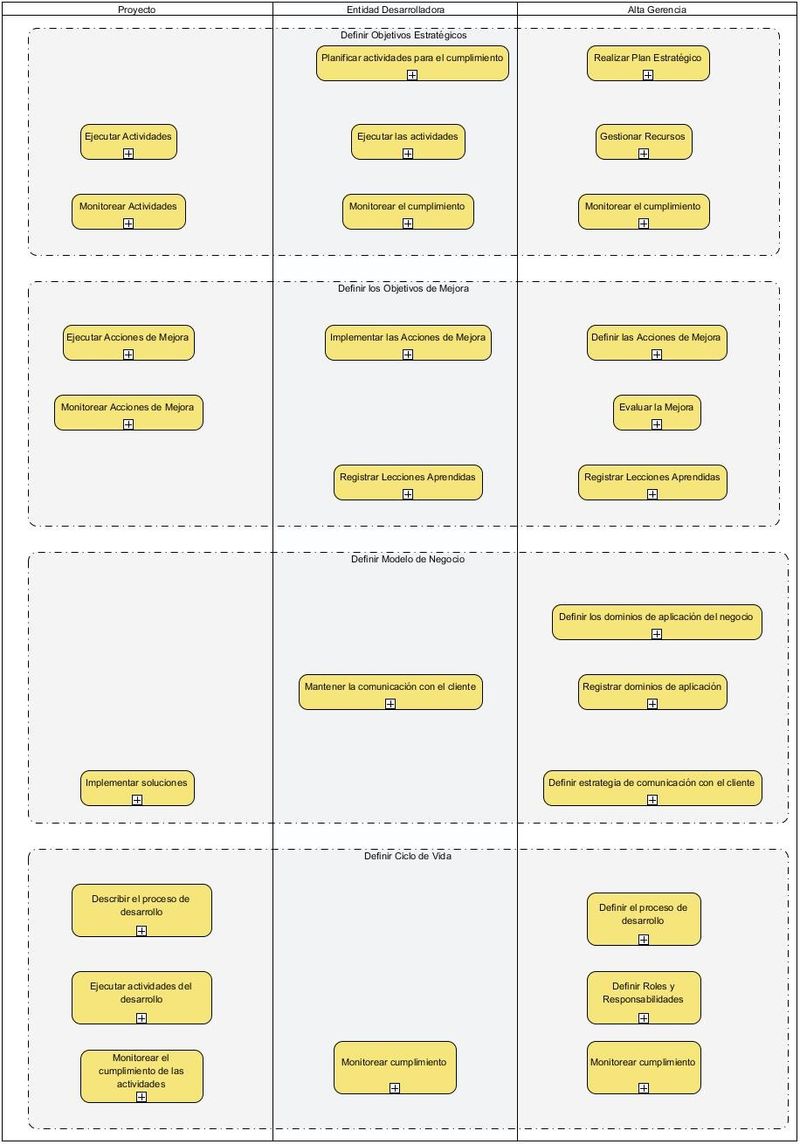 Proyecto
Entidad Desarrolladora
Alta Gerencia
Definir Objetivos Estratégicos
Planificar actividades para el cumplimiento
Realizar Plan Estratégico
Ejecutar Actividades
Ejecutar las actividades
Gestionar Recursos
Monitorear Actividades
Monitorear el cumplimiento
Monitorear el cumplimiento
Definir los Objetivos de Mejora
Ejecutar Acciones de Mejora
Implementar las Acciones de Mejora
Definir las Acciones de Mejora
Monitorear Acciones de Mejora
Evaluar la Mejora
Registrar Lecciones Aprendidas
Registrar Lecciones Aprendidas
Definir Modelo de Negocio
Definir los dominios de aplicación del negocio
Mantener la comunicación con el cliente
Registrar dominios de aplicación
Implementar soluciones
Definir estrategia de comunicación con el cliente
Definir Ciclo de Vida
Describir el proceso de
desarrollo
Definir el proceso de
desarrollo
Ejecutar actividades del
desarrollo
Definir Roles y
Responsabilidades
Monitorear el
cumplimiento de las
actividades
Monitorear cumplimiento
Monitorear cumplimiento